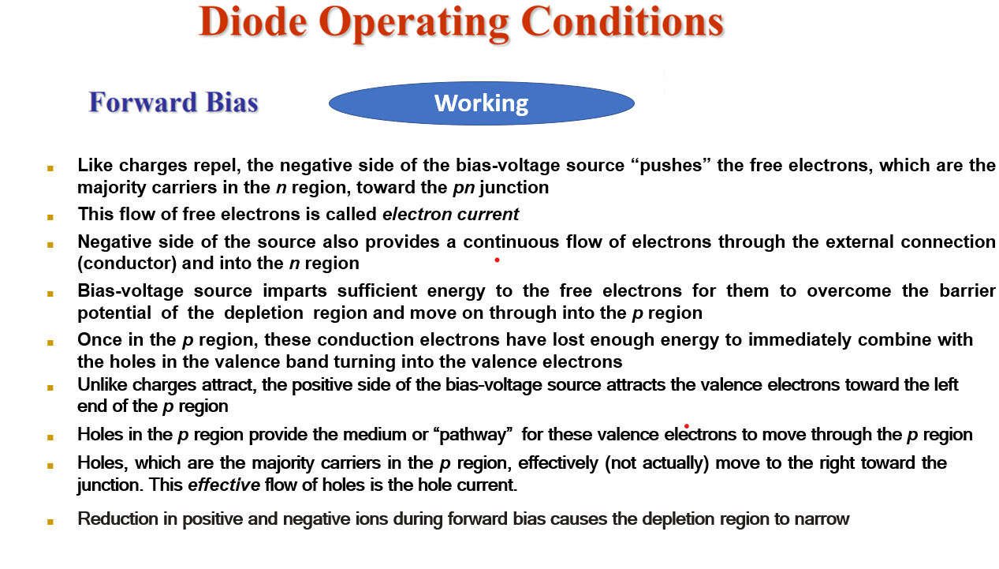 Diode Operating Conditions
Forward Bias
Working
Like charges repel, the negative side of the bias-voltage source “pushes” the free electrons, which are the
majority carriers in the n region, toward the pn junction
This flow of free electrons is called electron current
Negative side of the source also provides a continuous flow of electrons through the external connection
(conductor) and into the n region
Bias-voltage source imparts sufficient energy to the free electrons for them to overcome the barrier
potential of the depletion region and move on through into the p region
Once in the p region, these conduction electrons have lost enough energy to immediately combine with
the holes in the valence band turning into the valence electrons
Unlike charges attract, the positive side of the bias-voltage source attracts the valence electrons toward the left
end of the p region
Holes in the p region provide the medium or “pathway” for these valence electrons to move through the p region
Holes, which are the majority carriers in the p region, effectively (not actually) move to the right toward the
junction. This effective flow of holes is the hole current.
Reduction in positive and negative ions during forward bias causes the depletion region to narrow